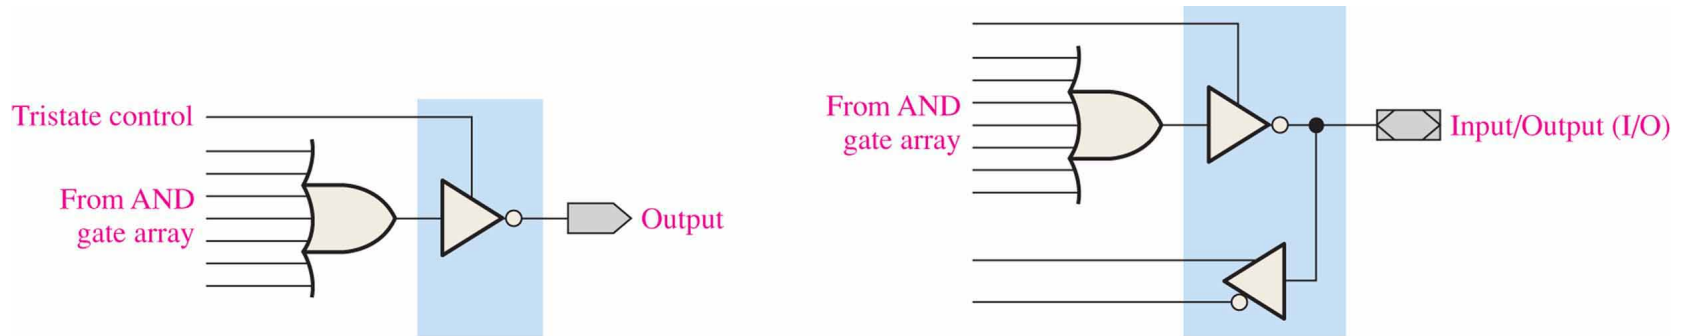 Tristate control
From AND
gate array
Output
From AND
gate array
Input/Output (I/O)